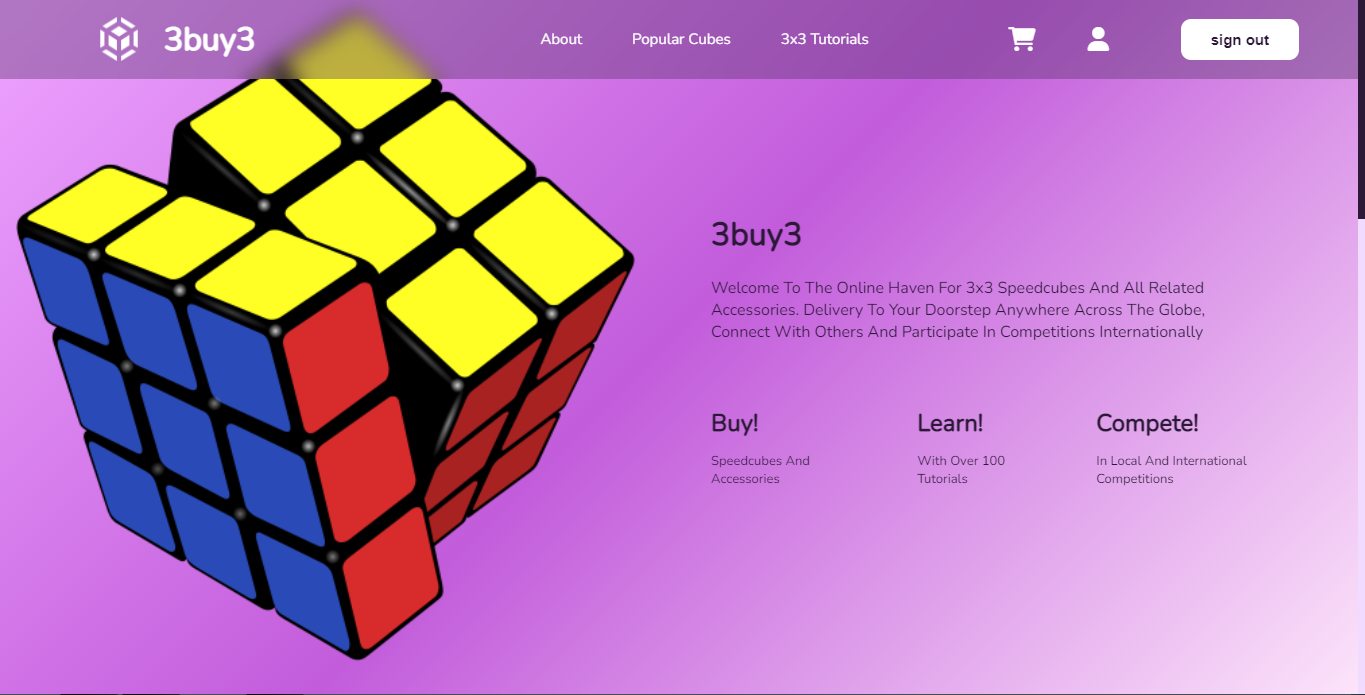 3buy3
About
Popular Cubes
3x3 Tutorials
sign out
3buy3
Welcome To The Online Haven For 3x3 Speedcubes And All Related
Accessories. Delivery To Your Doorstep Anywhere Across The Globe,
Connect With Others And Participate In Competitions Internationally
Buy!
Speedcubes And
Accessories
Learn!
With Over 100
Tutorials
Compete!
In Local And International
Competitions